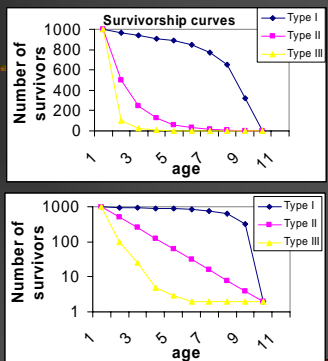 Survivorship curves
Type I
Type II
Type III
Number of
survivors
1000
800
600
400
200
0
1
3
5
7
9
11
age
Type I
Type II
Type III
Number of
survivors
1000
100
10
1
1
3
5
7
9
11
age